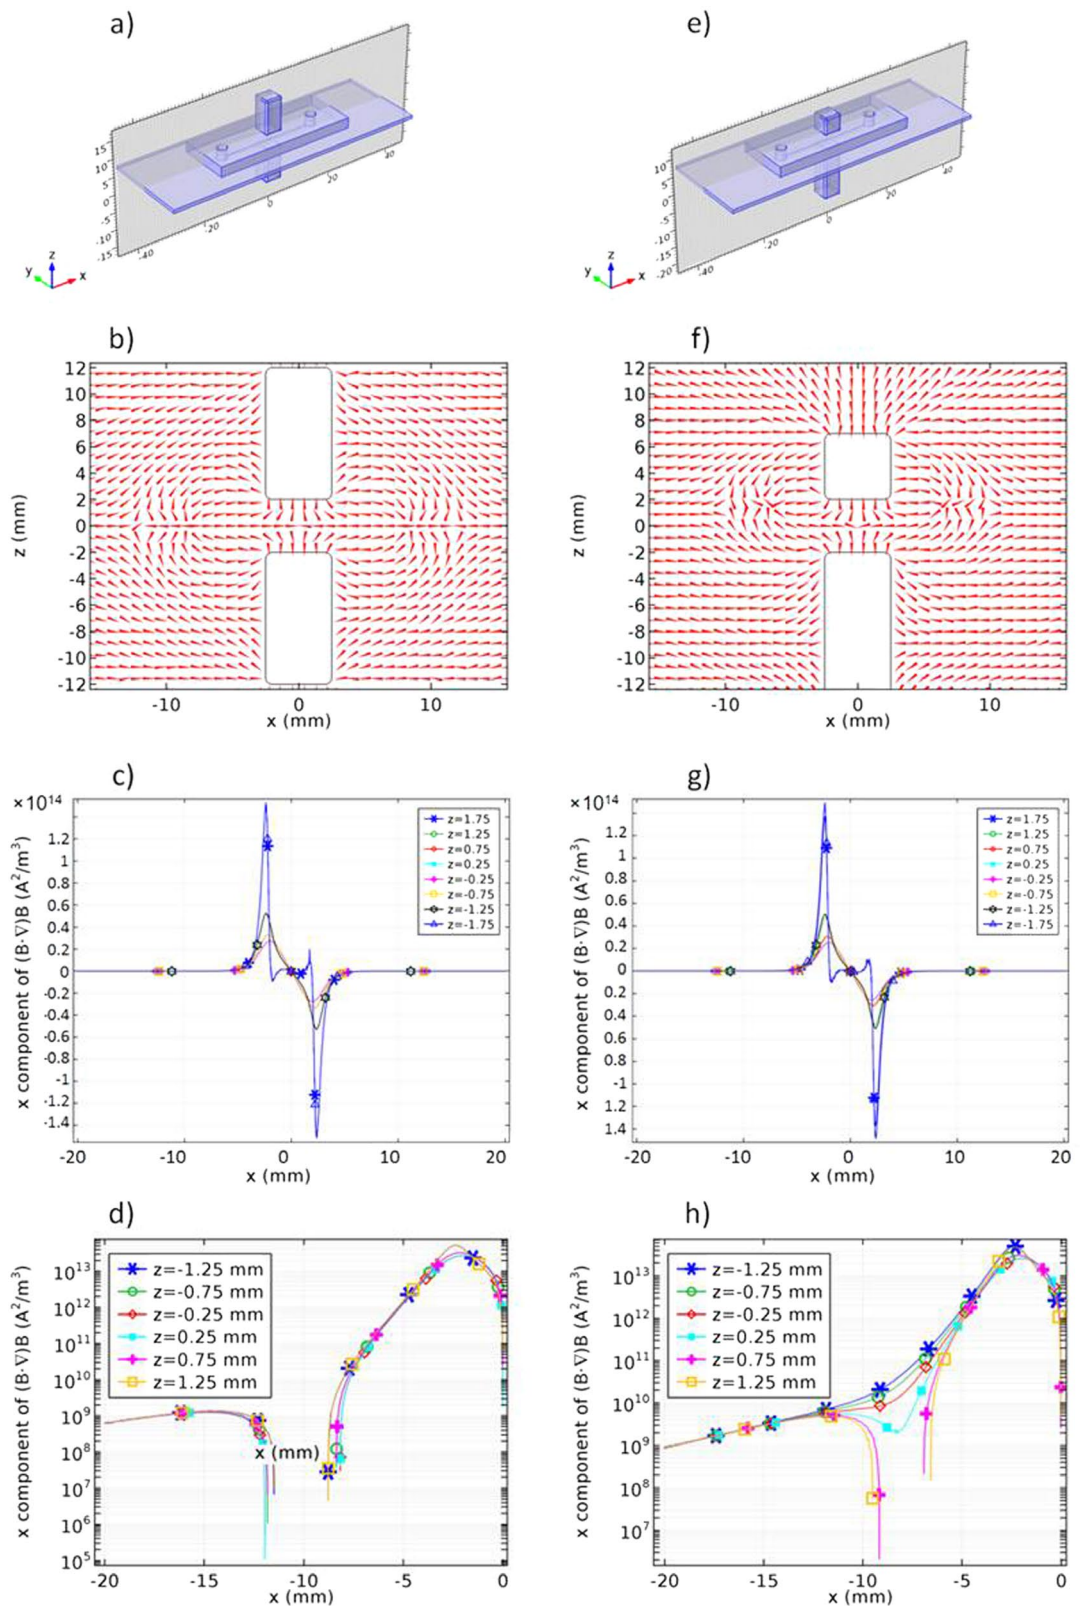 a)
e)
15
10
5
0
-5
-10
-15
-40
-20
0
20
40
z
y
x
15
10
5
0
-5
-10
-15
-20
-40
-20
0
20
40
z
y
x
b)
f)
12
10
8
6
4
2
0
-2
-4
-6
-8
-10
-12
z (mm)
-10
0
10
x (mm)
12
10
8
6
4
2
0
-2
-4
-6
-8
-10
-12
z (mm)
-10
0
10
x (mm)
c)
g)
×10¹⁴
1.2
1
0.8
0.6
0.4
0.2
0
-0.2
-0.4
-0.6
-0.8
-1
-1.2
-1.4
x component of (B·∇)B (A²/m³)
z=1.75
z=1.25
z=0.75
z=0.25
z=-0.25
z=-0.75
z=-1.25
z=-1.75
-20
-10
0
10
20
x (mm)
×10¹⁴
1.2
1
0.8
0.6
0.4
0.2
0
0.2
0.4
0.6
0.8
1
1.2
1.4
x component of (B·∇)B (A²/m³)
z=1.75
z=1.25
z=0.75
z=0.25
z=-0.25
z=-0.75
z=-1.25
z=-1.75
-20
-10
0
10
20
x (mm)
d)
h)
10¹³
10¹²
10¹¹
10¹⁰
10⁹
10⁸
10⁷
10⁶
10⁵
x component of (B·∇)B (A²/m³)
z=-1.25 mm
z=-0.75 mm
z=-0.25 mm
z=0.25 mm
z=0.75 mm
z=1.25 mm
x (mm)
-20
-15
-10
-5
0
x (mm)
10¹³
10¹²
10¹¹
10¹⁰
10⁹
10⁸
10⁷
x component of (B·∇)B (A²/m³)
z=-1.25 mm
z=-0.75 mm
z=-0.25 mm
z=0.25 mm
z=0.75 mm
z=1.25 mm
-20
-15
-10
-5
0
x (mm)